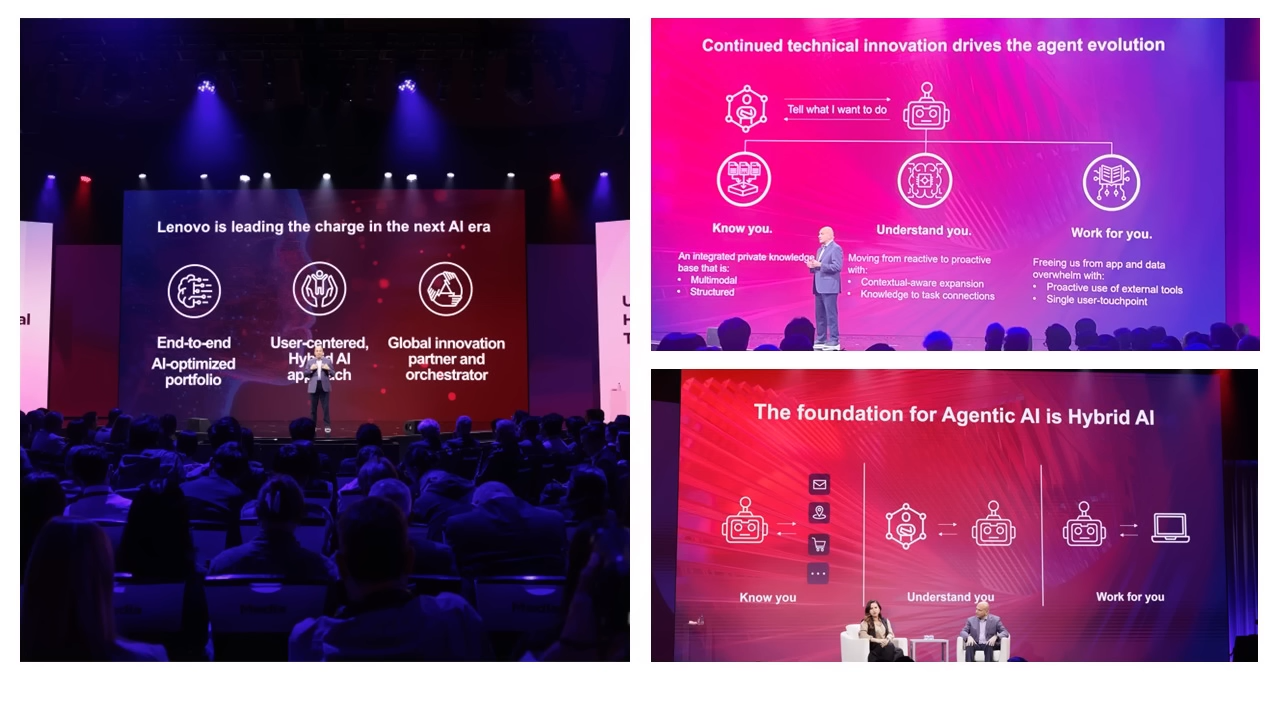 Lenovo is leading the charge in the next AI era
End-to-end
AI-optimized
portfolio
User-centered,
Hybrid AI
approach
Global innovation
partner and
orchestrator
al
Continued technical innovation drives the agent evolution
Tell what I want to do
Know you.
An integrated private knowledge
base that is:
• Multimodal
• Structured
Understand you.
Moving from reactive to proactive
with:
• Contextual-aware expansion
• Knowledge to task connections
Work for you.
Freeing us from app and data
overwhelm with:
• Proactive use of external tools
• Single user-touchpoint
The foundation for Agentic AI is Hybrid AI
Know you
Understand you
Work for you